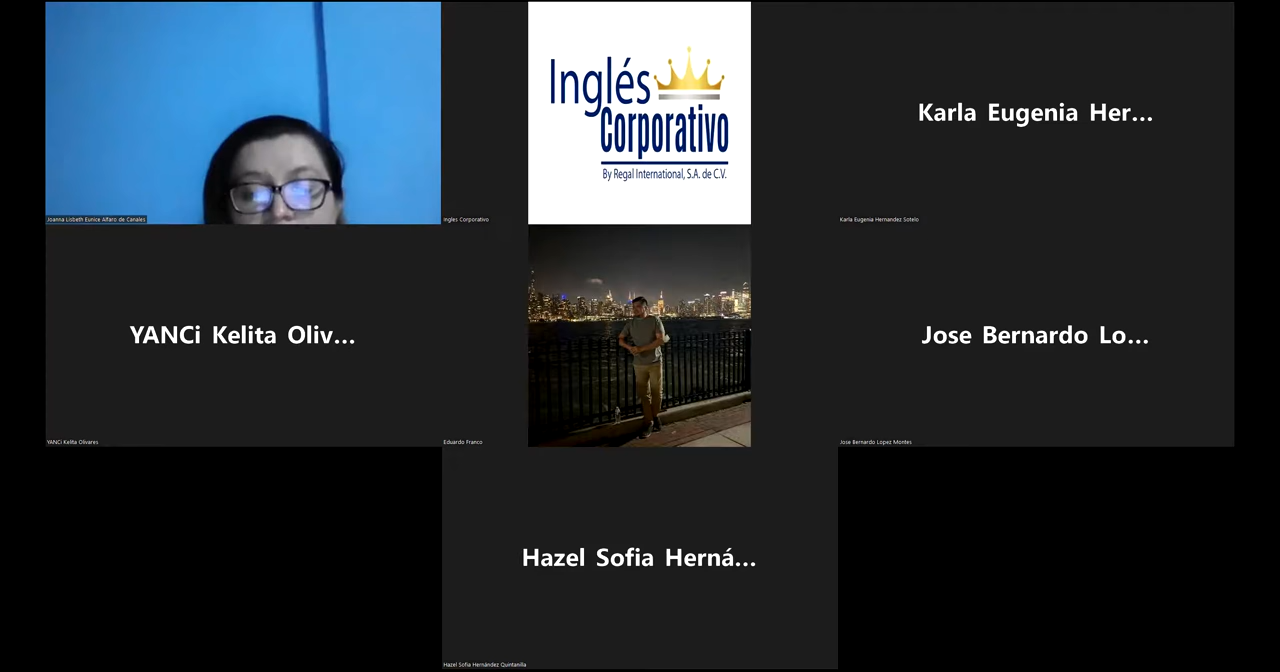 Inglés
Corporativo
By Regal International, S.A. de C.V.
Karla Eugenia Her...
Joanna Lisbeth Eunice Alfaro de Canales
Ingles Corporativo
Karla Eugenia Hernandez Sotelo
YANCi Kelita Oliv...
Jose Bernardo Lo...
YANCi Kelita Olivares
Eduardo Franco
Jose Bernardo Lopez Montes
Hazel Sofia Herná...
Hazel Sofia Hernández Quintanilla